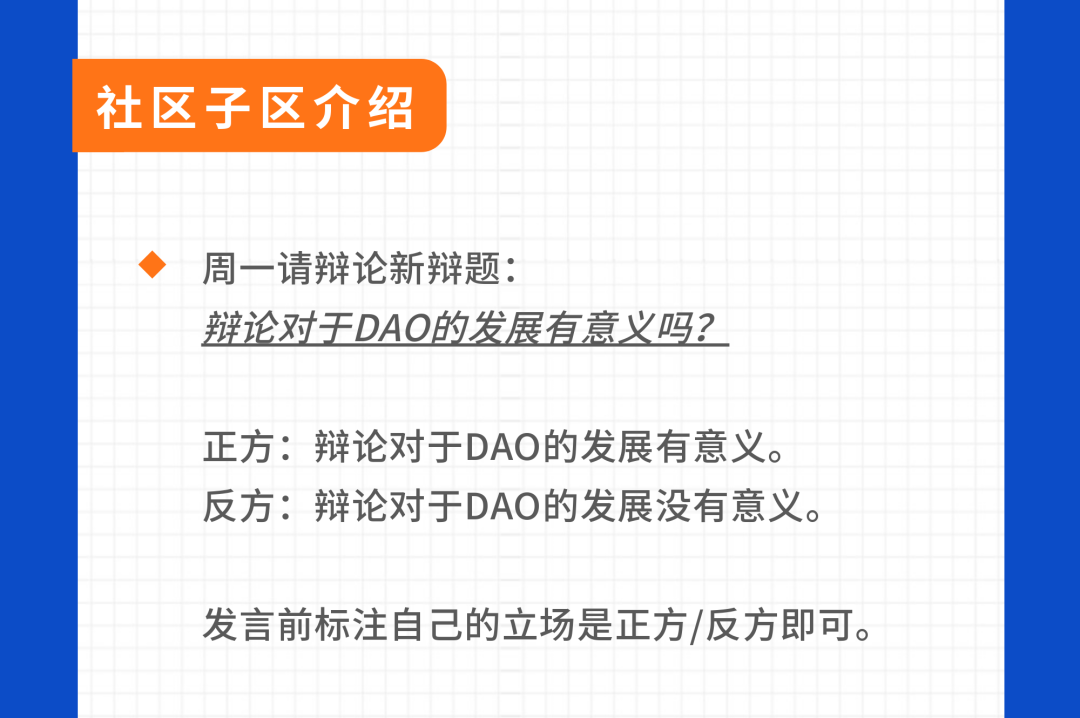 社区子区介绍
周一请辩论新辩题：
辩论对于DAO的发展有意义吗？
正方：辩论对于DAO的发展有意义。
反方：辩论对于DAO的发展没有意义。
发言前标注自己的立场是正方/反方即可。